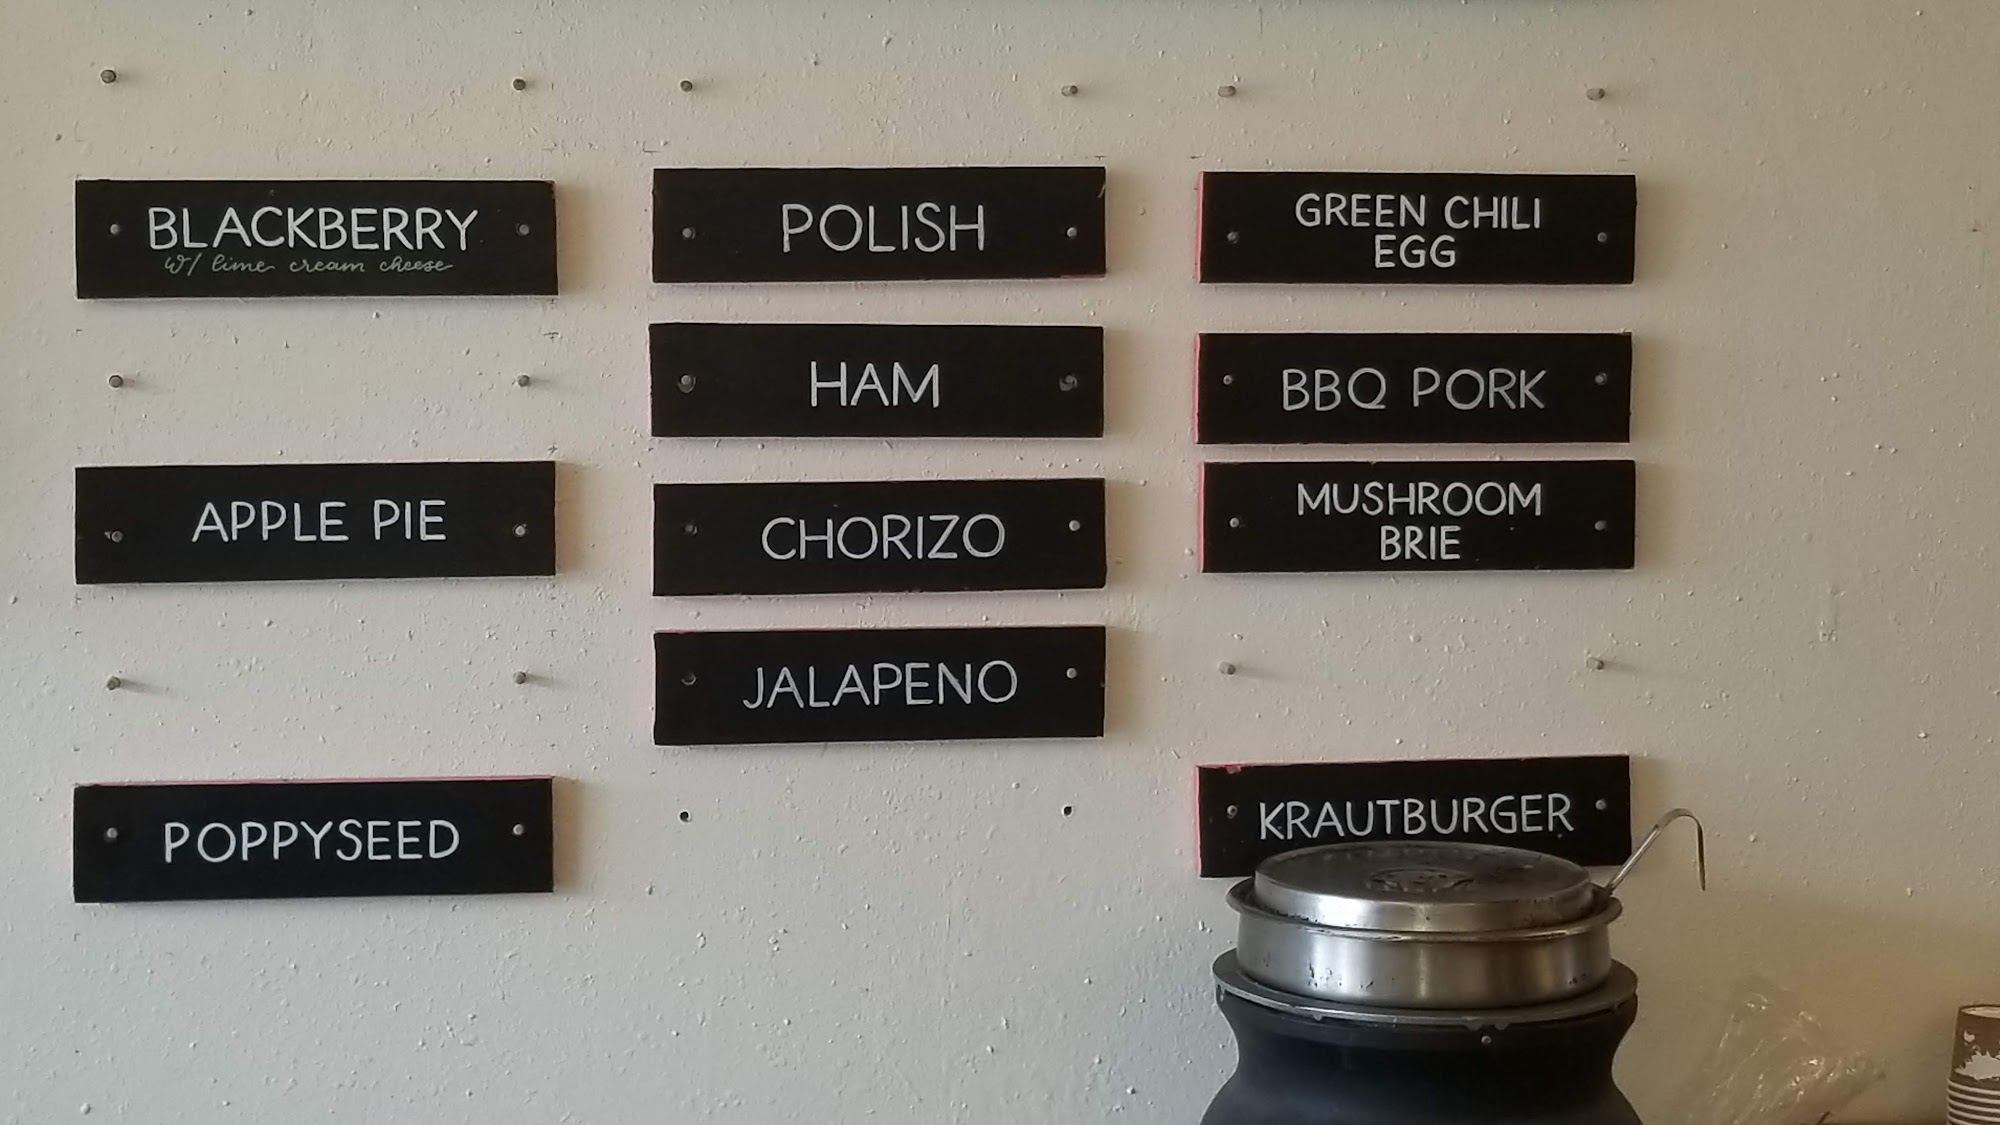 BLACKBERRY
w/ lime cream cheese
APPLE PIE
POPPYSEED
POLISH
HAM
CHORIZO
JALAPENO
GREEN CHILI
EGG
BBQ PORK
MUSHROOM
BRIE
KRAUTBURGER